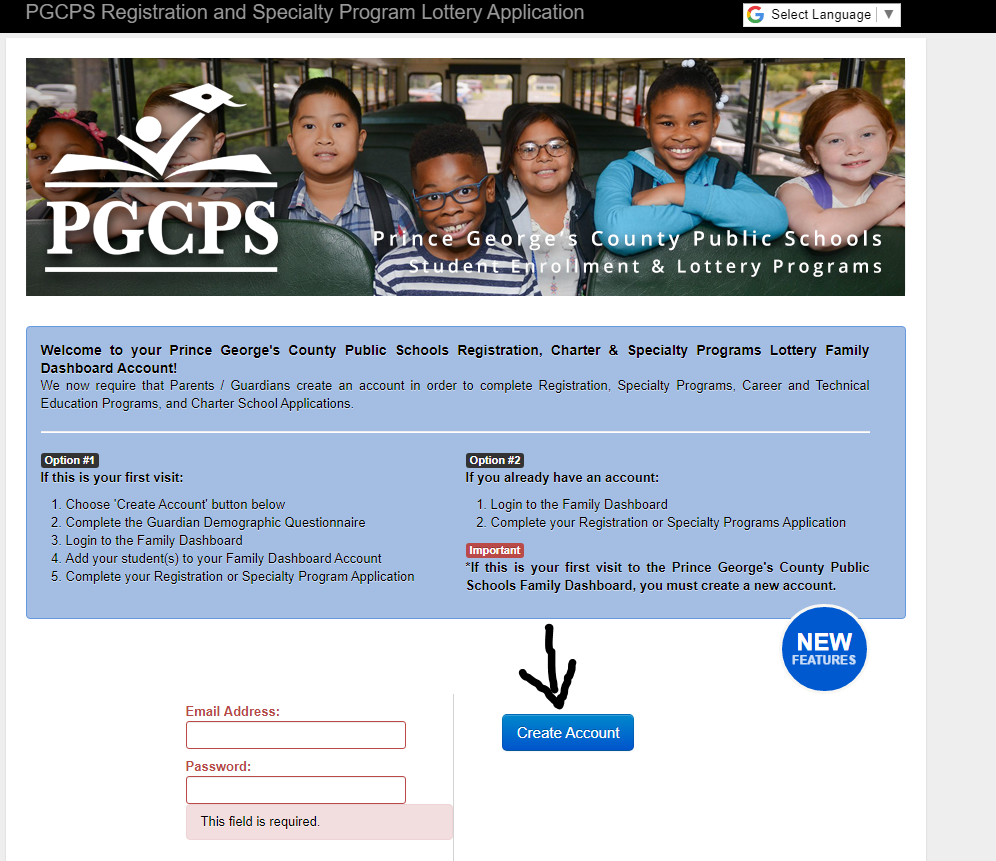 PGCPS Registration and Specialty Program Lottery Application
Select Language ▼
PGCPS
Prince George's County Public Schools
Student Enrollment & Lottery Programs
Welcome to your Prince George's County Public Schools Registration, Charter & Specialty Programs Lottery Family
Dashboard Account!
We now require that Parents / Guardians create an account in order to complete Registration, Specialty Programs, Career and Technical
Education Programs, and Charter School Applications.
Option #1
If this is your first visit:
1. Choose 'Create Account' button below
2. Complete the Guardian Demographic Questionnaire
3. Login to the Family Dashboard
4. Add your student(s) to your Family Dashboard Account
5. Complete your Registration or Specialty Program Application
Option #2
If you already have an account:
1. Login to the Family Dashboard
2. Complete your Registration or Specialty Programs Application
Important
*If this is your first visit to the Prince George's County Public
Schools Family Dashboard, you must create a new account.
NEW
FEATURES
Email Address:
Password:
This field is required.
Create Account